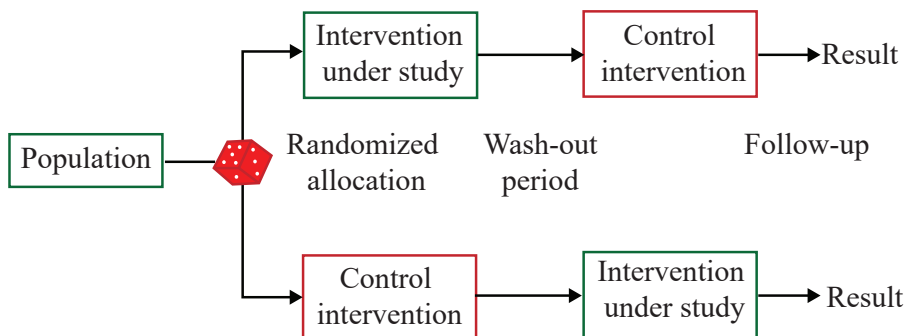 Intervention
under study
Control
intervention
Result
Population
Randomized
allocation
Wash-out
period
Follow-up
Control
intervention
Intervention
under study
Result